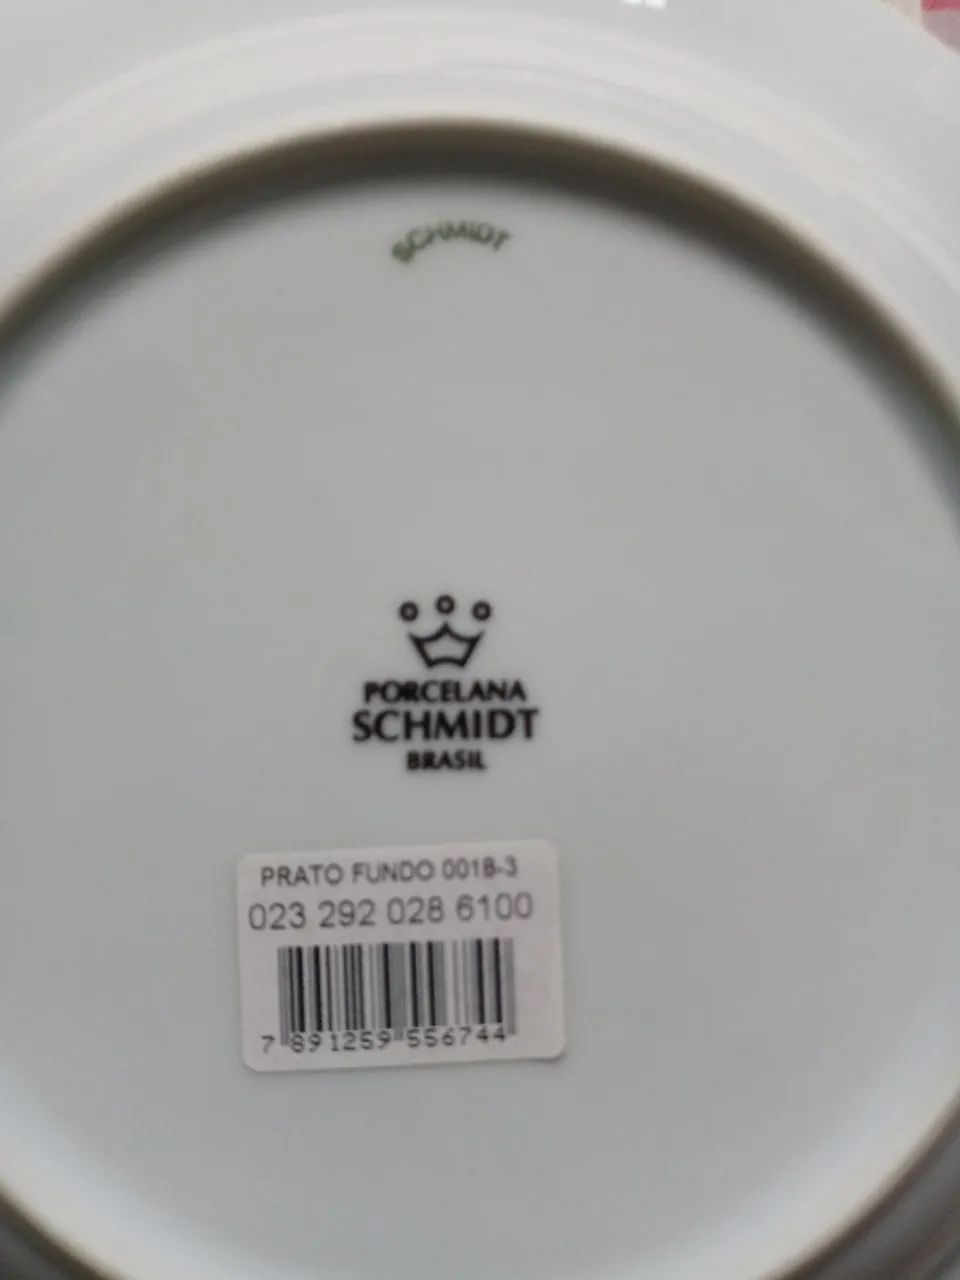 SCHMIDT
PORCELANA
SCHMIDT
BRASIL
PRATO FUNDO 0018-3
023 292 028 6100
7 891259 556744